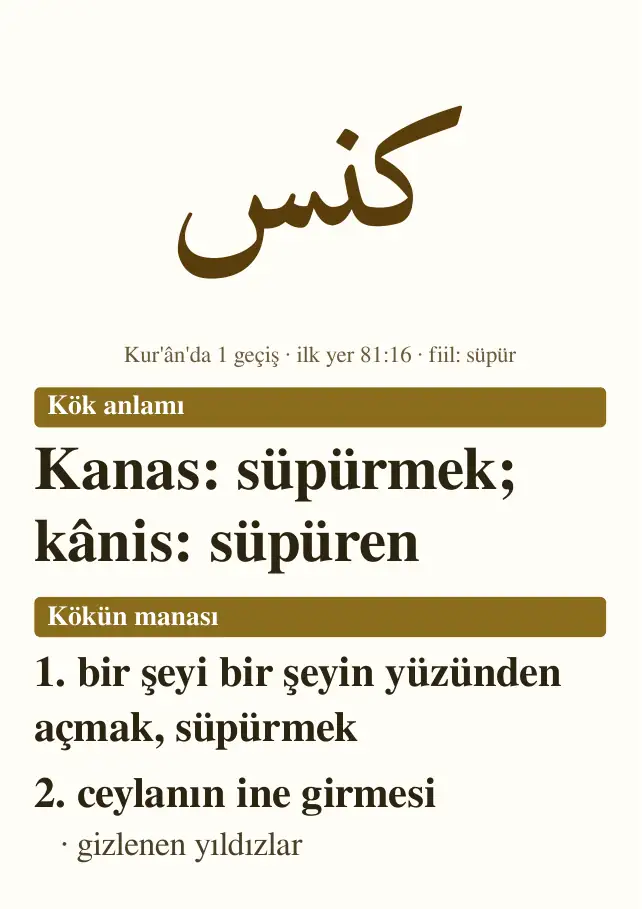 كنس
Kur'ân'da 1 geçiş · ilk yer 81:16 · fiil: süpür
Kök anlamı
Kanas: süpürmek;
kânis: süpüren
Kökün manası
1. bir şeyi bir şeyin yüzünden
açmak, süpürmek
2. ceylanın ine girmesi
· gizlenen yıldızlar